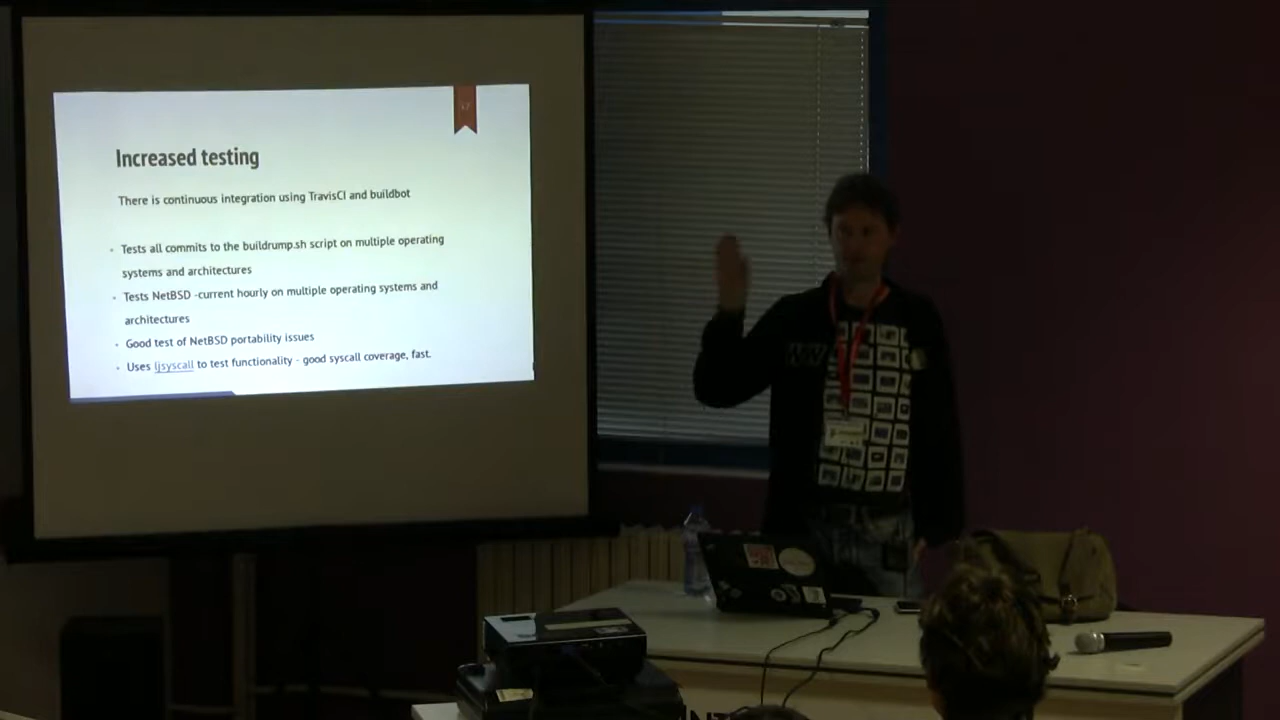 Increased testing
There is continuous integration using TravisCI and buildbot
Tests all commits to the buildrump.sh script on multiple operating
systems and architectures
Tests NetBSD -current hourly on multiple operating systems and
architectures
Good test of NetBSD portability issues
Uses ljsyscall to test functionality - good syscall coverage, fast.